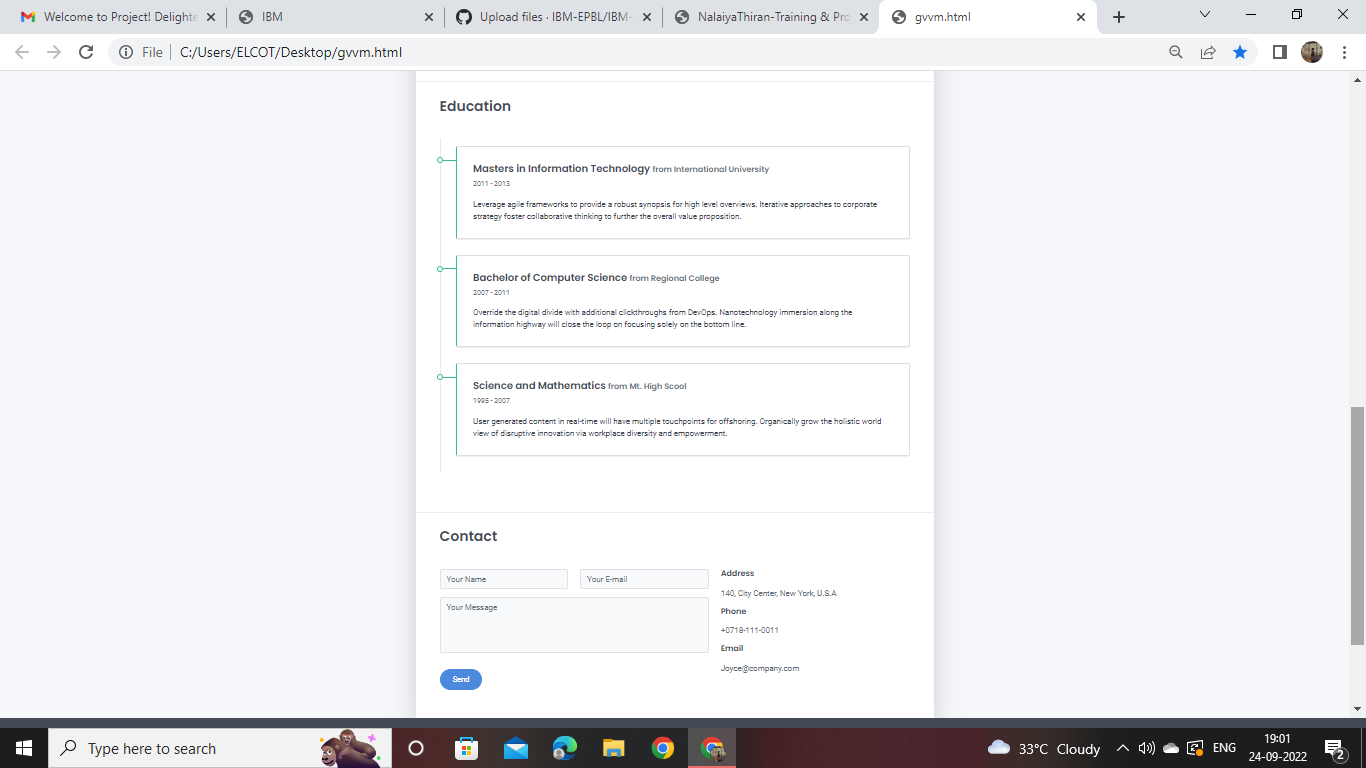 Welcome to Project! Delighte
IBM
Upload files · IBM-EPBL/IBM-
NalaiyaThiran-Training & Pro
gvvm.html
File
C:/Users/ELCOT/Desktop/gvvm.html
Education
Masters in Information Technology from International University
2011 - 2013
Leverage agile frameworks to provide a robust synopsis for high level overviews. Iterative approaches to corporate
strategy foster collaborative thinking to further the overall value proposition.
Bachelor of Computer Science from Regional College
2007 - 2011
Override the digital divide with additional clickthroughs from DevOps. Nanotechnology immersion along the
information highway will close the loop on focusing solely on the bottom line.
Science and Mathematics from Mt. High Scool
1995 - 2007
User generated content in real-time will have multiple touchpoints for offshoring. Organically grow the holistic world
view of disruptive innovation via workplace diversity and empowerment.
Contact
Your Name
Your E-mail
Your Message
Send
Address
140, City Center, New York, U.S.A
Phone
+0718-111-0011
Email
Joyce@company.com
Type here to search
33°C Cloudy
ENG
19:01
24-09-2022
2